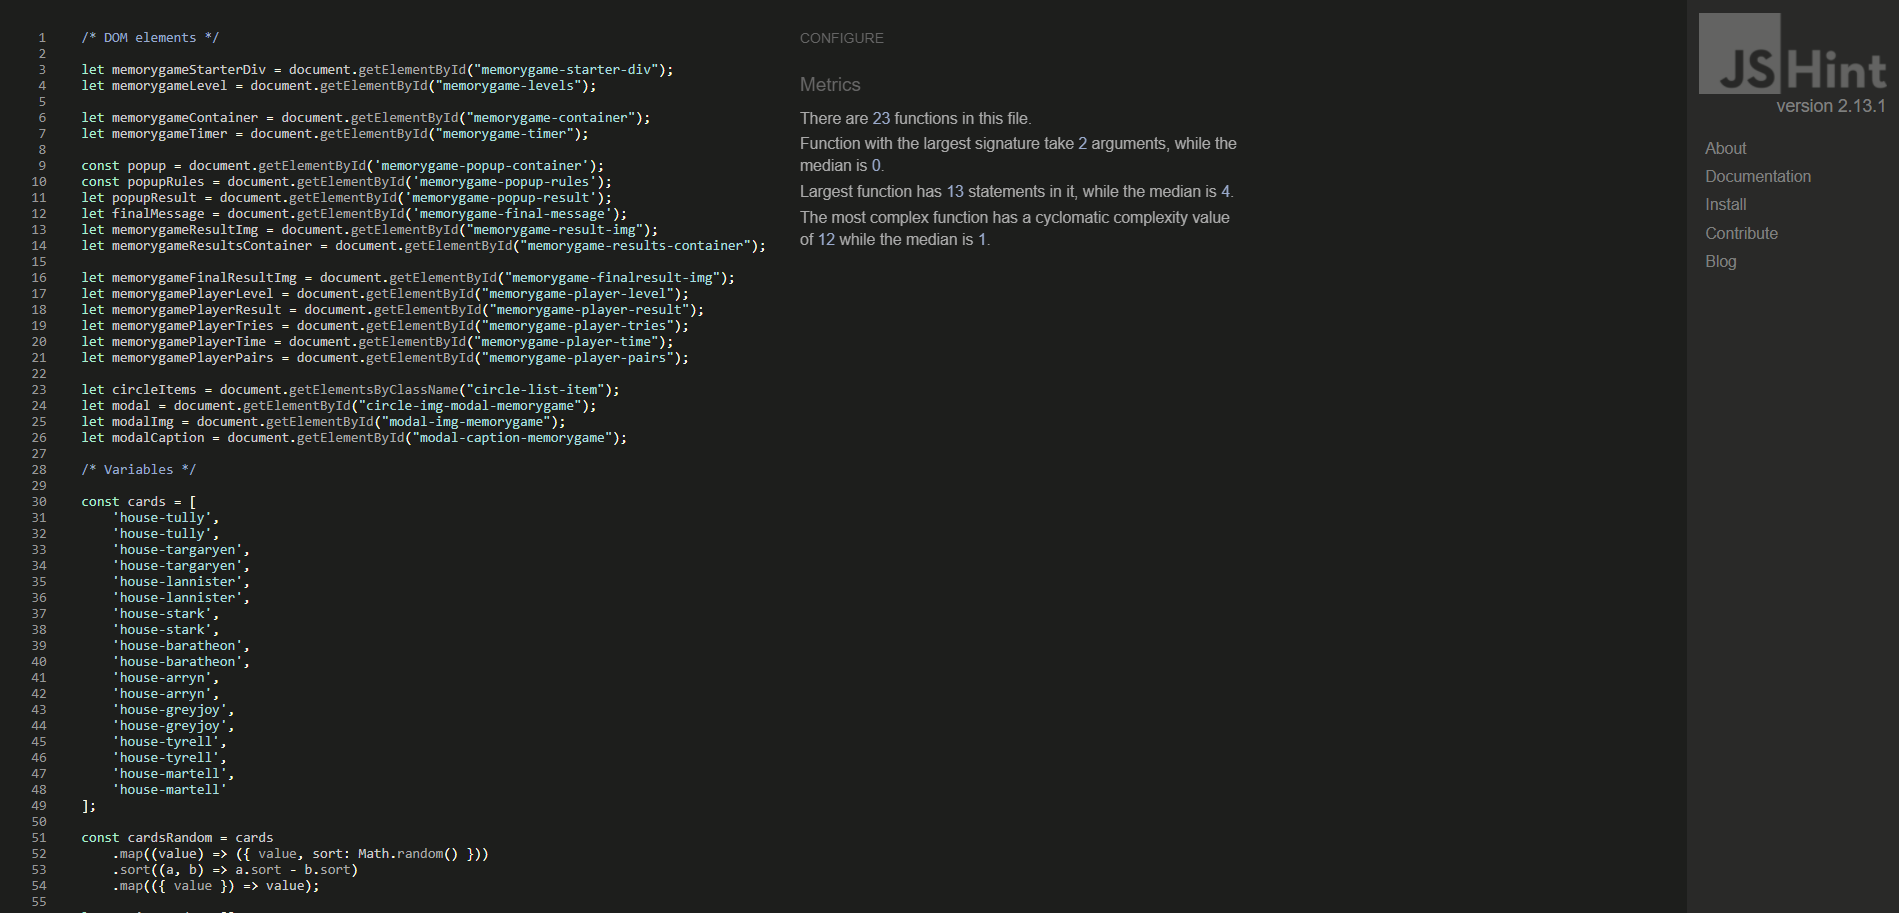 1 /* DOM elements */
2
3 let memorygameStarterDiv = document.getElementById("memorygame-starter-div");
4 let memorygameLevel = document.getElementById("memorygame-levels");
5
6 let memorygameContainer = document.getElementById("memorygame-container");
7 let memorygameTimer = document.getElementById("memorygame-timer");
8
9 const popup = document.getElementById('memorygame-popup-container');
10 const popupRules = document.getElementById('memorygame-popup-rules');
11 let popupResult = document.getElementById('memorygame-popup-result');
12 let finalMessage = document.getElementById('memorygame-final-message');
13 let memorygameResultImg = document.getElementById("memorygame-result-img");
14 let memorygameResultsContainer = document.getElementById("memorygame-results-container");
15
16 let memorygameFinalResultImg = document.getElementById("memorygame-finalresult-img");
17 let memorygamePlayerLevel = document.getElementById("memorygame-player-level");
18 let memorygamePlayerResult = document.getElementById("memorygame-player-result");
19 let memorygamePlayerTries = document.getElementById("memorygame-player-tries");
20 let memorygamePlayerTime = document.getElementById("memorygame-player-time");
21 let memorygamePlayerPairs = document.getElementById("memorygame-player-pairs");
22
23 let circleItems = document.getElementsByClassName("circle-list-item");
24 let modal = document.getElementById("circle-img-modal-memorygame");
25 let modalImg = document.getElementById("modal-img-memorygame");
26 let modalCaption = document.getElementById("modal-caption-memorygame");
27
28 /* Variables */
29
30 const cards = [
31 'house-tully',
32 'house-tully',
33 'house-targaryen',
34 'house-targaryen',
35 'house-lannister',
36 'house-lannister',
37 'house-stark',
38 'house-stark',
39 'house-baratheon',
40 'house-baratheon',
41 'house-arryn',
42 'house-arryn',
43 'house-greyjoy',
44 'house-greyjoy',
45 'house-tyrell',
46 'house-tyrell',
47 'house-martell',
48 'house-martell'
49 ];
50
51 const cardsRandom = cards
52 .map((value) => ({ value, sort: Math.random() }))
53 .sort((a, b) => a.sort - b.sort)
54 .map(({ value }) => value);
55
CONFIGURE
Metrics
There are 23 functions in this file.
Function with the largest signature take 2 arguments, while the
median is 0.
Largest function has 13 statements in it, while the median is 4.
The most complex function has a cyclomatic complexity value
of 12 while the median is 1.
JSHint
version 2.13.1
About
Documentation
Install
Contribute
Blog